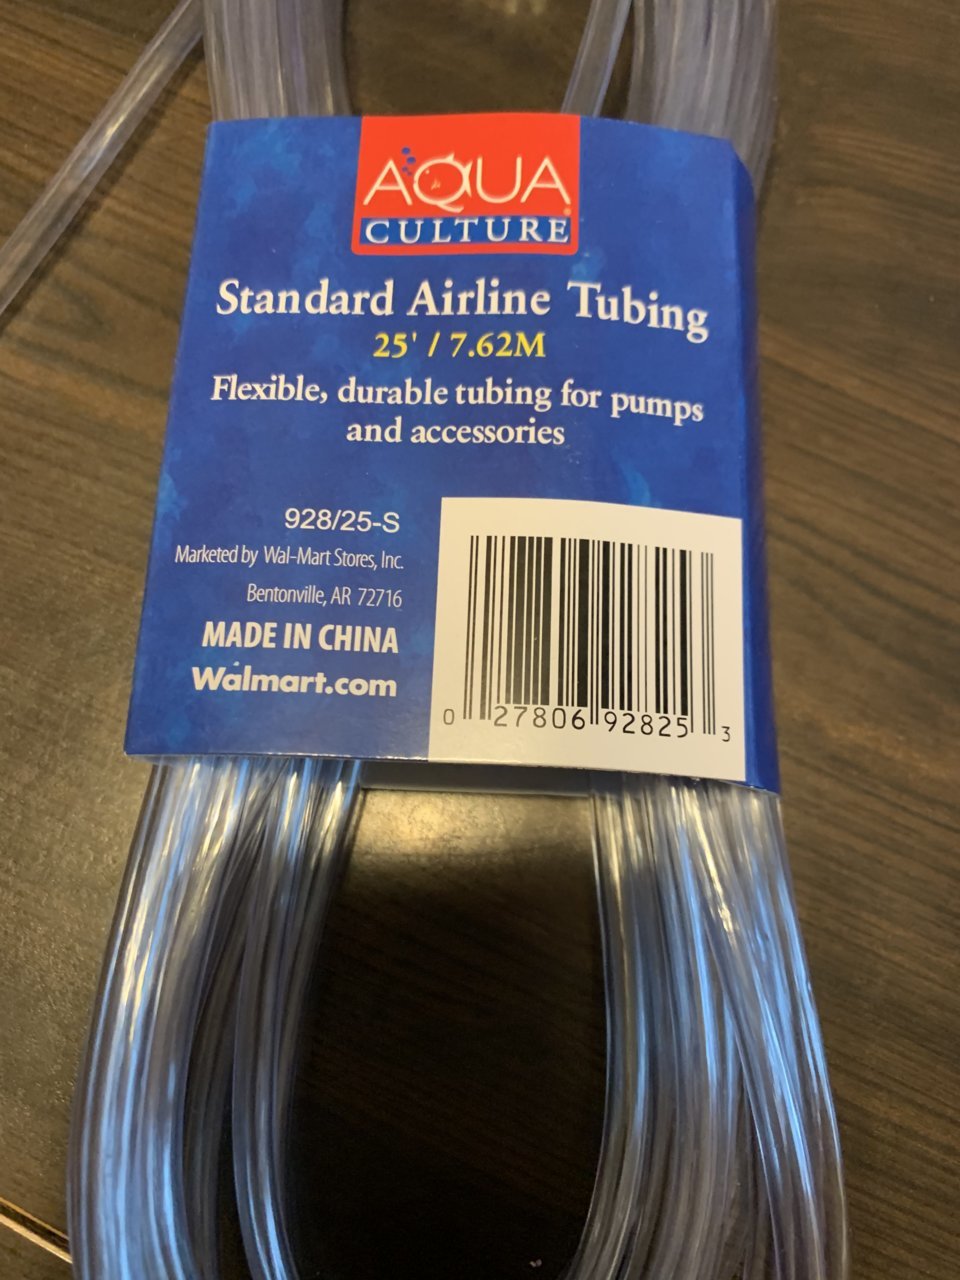 AQUA
CULTURE
Standard Airline Tubing
25' / 7.62M
Flexible, durable tubing for pumps
and accessories
928/25-S
Marketed by Wal-Mart Stores, Inc.
Bentonville, AR 72716
MADE IN CHINA
Walmart.com
0 27806 92825 3